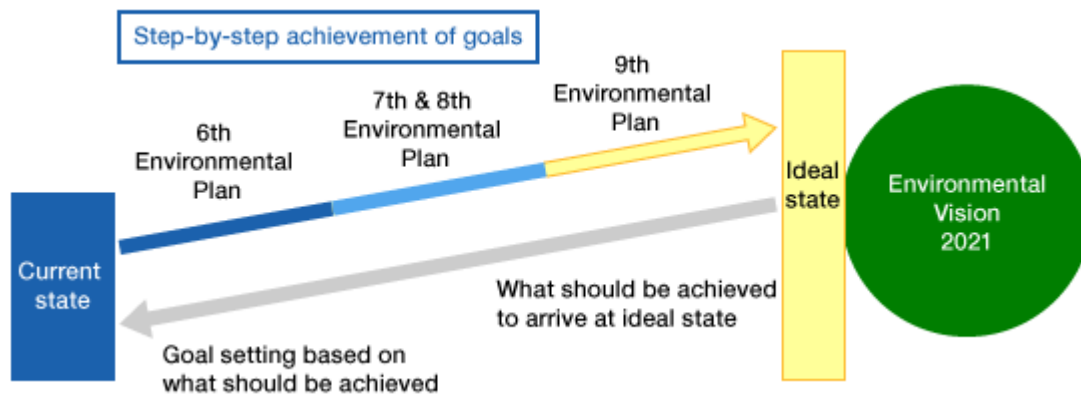 Step-by-step achievement of goals
6th
Environmental
Plan
7th & 8th
Environmental
Plan
9th
Environmental
Plan
Current
state
Ideal
state
Environmental
Vision
2021
What should be achieved
to arrive at ideal state
Goal setting based on
what should be achieved